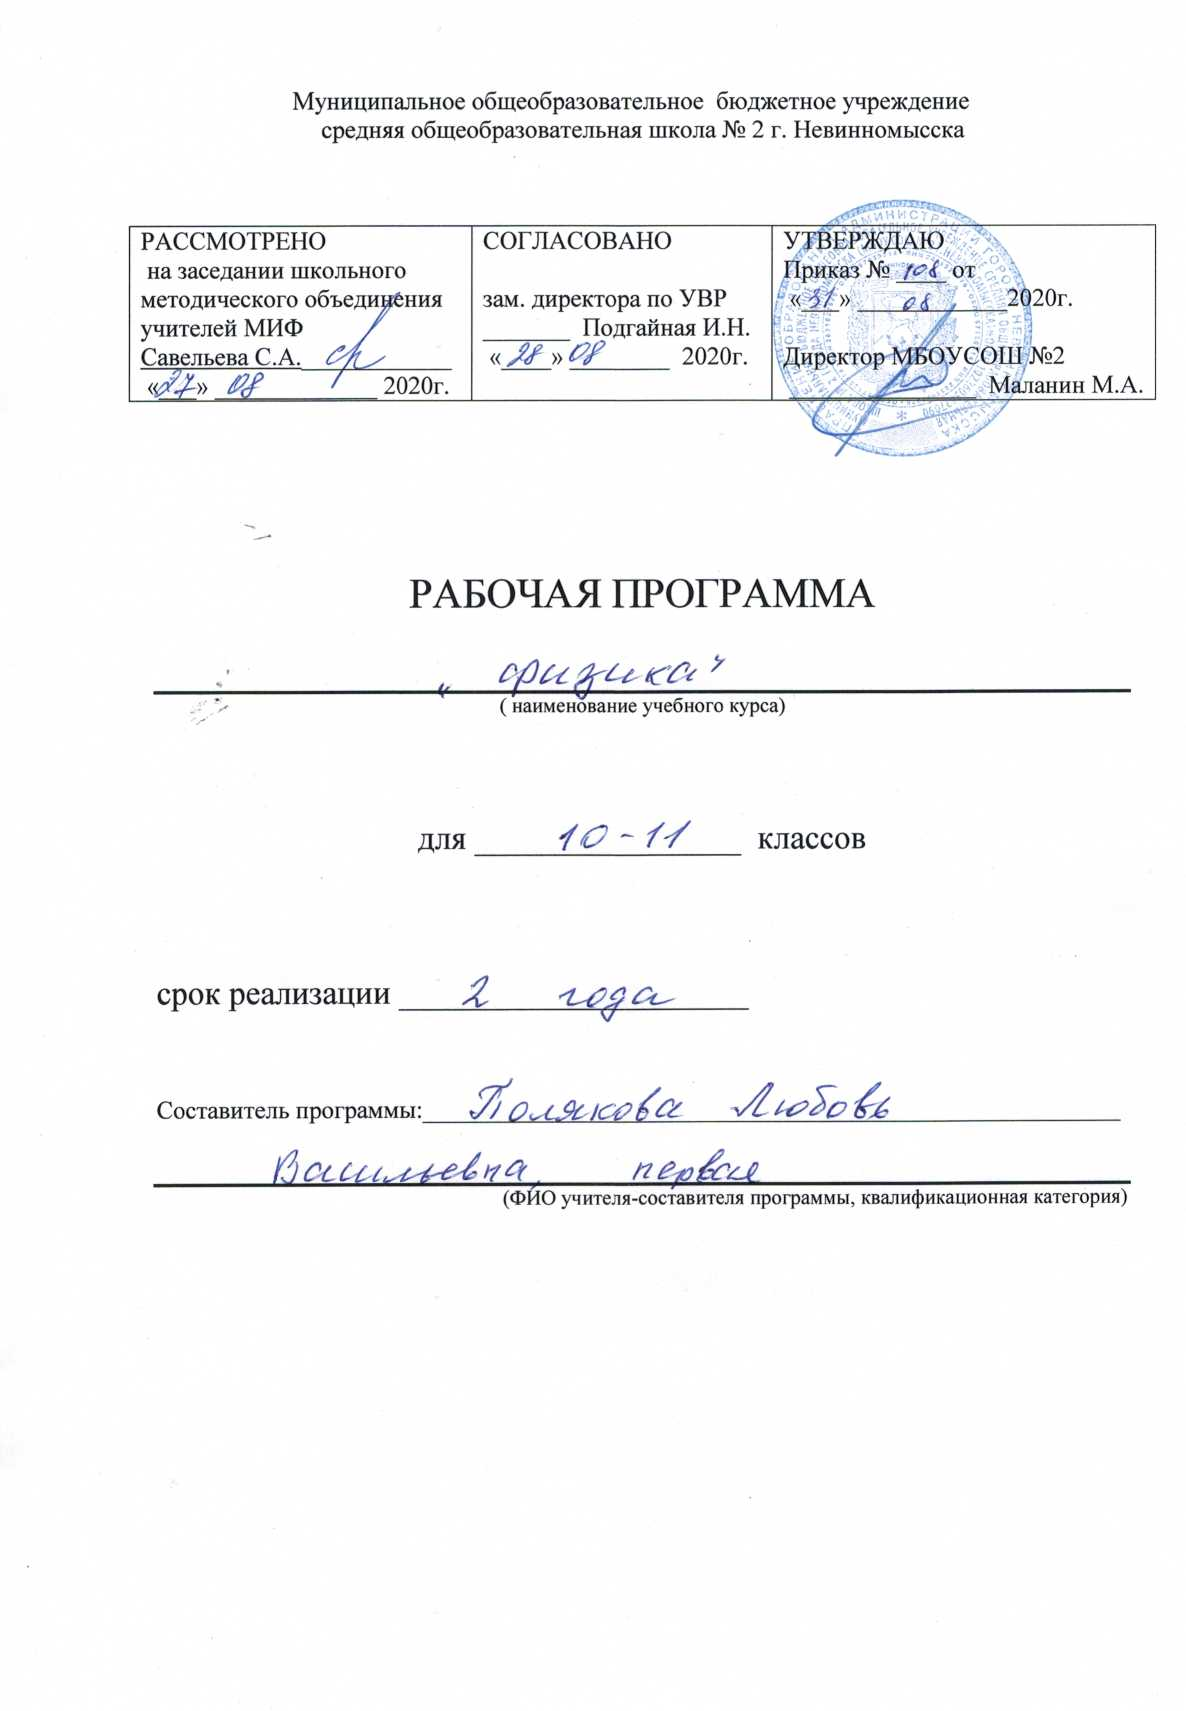 Муниципальное общеобразовательное бюджетное учреждение
средняя общеобразовательная школа № 2 г. Невинномысска
РАССМОТРЕНО
на заседании школьного
методического объединения
учителей МИФ
Савельева С.А.
«27» 08 2020г.
СОГЛАСОВАНО
зам. директора по УВР
Подгайная И.Н.
«28» 08 2020г.
УТВЕРЖДАЮ
Приказ № 108 от
«31» 08 2020г.
Директор МБОУСОШ №2
Маланин М.А.
РАБОЧАЯ ПРОГРАММА
„ физика“
( наименование учебного курса)
для 10-11 классов
срок реализации 2 года
Составитель программы: Полякова Любовь
Васильевна, первая
(ФИО учителя-составителя программы, квалификационная категория)